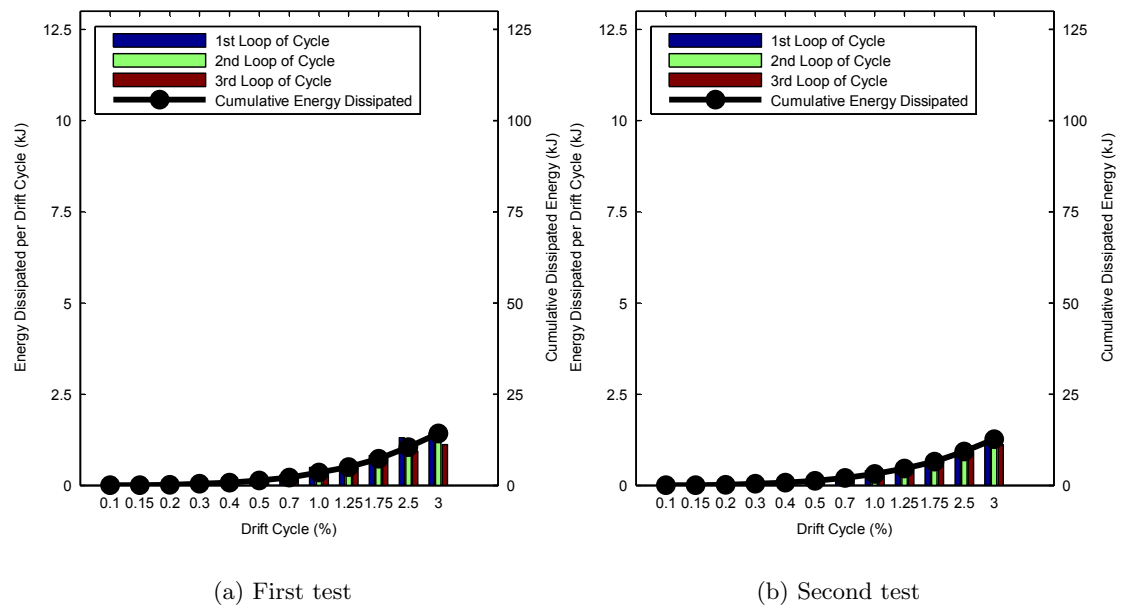 12.5
10
7.5
5
2.5
0
Energy Dissipated per Drift Cycle (kJ)
1st Loop of Cycle
2nd Loop of Cycle
3rd Loop of Cycle
Cumulative Energy Dissipated
125
100
75
50
25
0
Cumulative Dissipated Energy (kJ)
0.1 0.15 0.2 0.3 0.4 0.5 0.7 1.0 1.25 1.75 2.5 3
Drift Cycle (%)
(a) First test
12.5
10
7.5
5
2.5
0
Energy Dissipated per Drift Cycle (kJ)
1st Loop of Cycle
2nd Loop of Cycle
3rd Loop of Cycle
Cumulative Energy Dissipated
125
100
75
50
25
0
Cumulative Dissipated Energy (kJ)
0.1 0.15 0.2 0.3 0.4 0.5 0.7 1.0 1.25 1.75 2.5 3
Drift Cycle (%)
(b) Second test